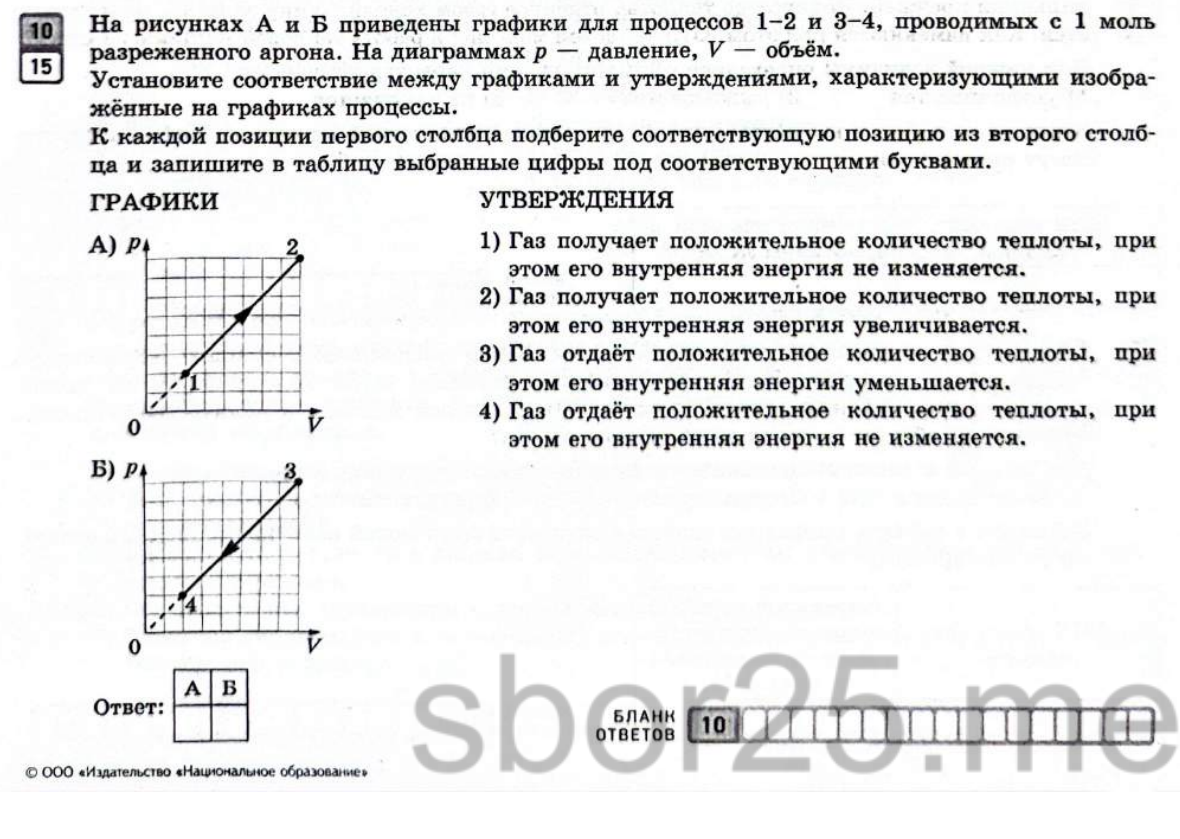 10
15
На рисунках А и Б приведены графики для процессов 1–2 и 3–4, проводимых с 1 моль
разреженного аргона. На диаграммах p — давление, V — объём.
Установите соответствие между графиками и утверждениями, характеризующими изобра-
жённые на графиках процессы.
К каждой позиции первого столбца подберите соответствующую позицию из второго столб-
ца и запишите в таблицу выбранные цифры под соответствующими буквами.
ГРАФИКИ
А) p
2
1
0
V
Б) p
3
4
0
V
УТВЕРЖДЕНИЯ
1) Газ получает положительное количество теплоты, при
этом его внутренняя энергия не изменяется.
2) Газ получает положительное количество теплоты, при
этом его внутренняя энергия увеличивается.
3) Газ отдаёт положительное количество теплоты, при
этом его внутренняя энергия уменьшается.
4) Газ отдаёт положительное количество теплоты, при
этом его внутренняя энергия не изменяется.
Ответ:
А Б
БЛАНК
ОТВЕТОВ
10
sbor25.me
© ООО «Издательство «Национальное образование»